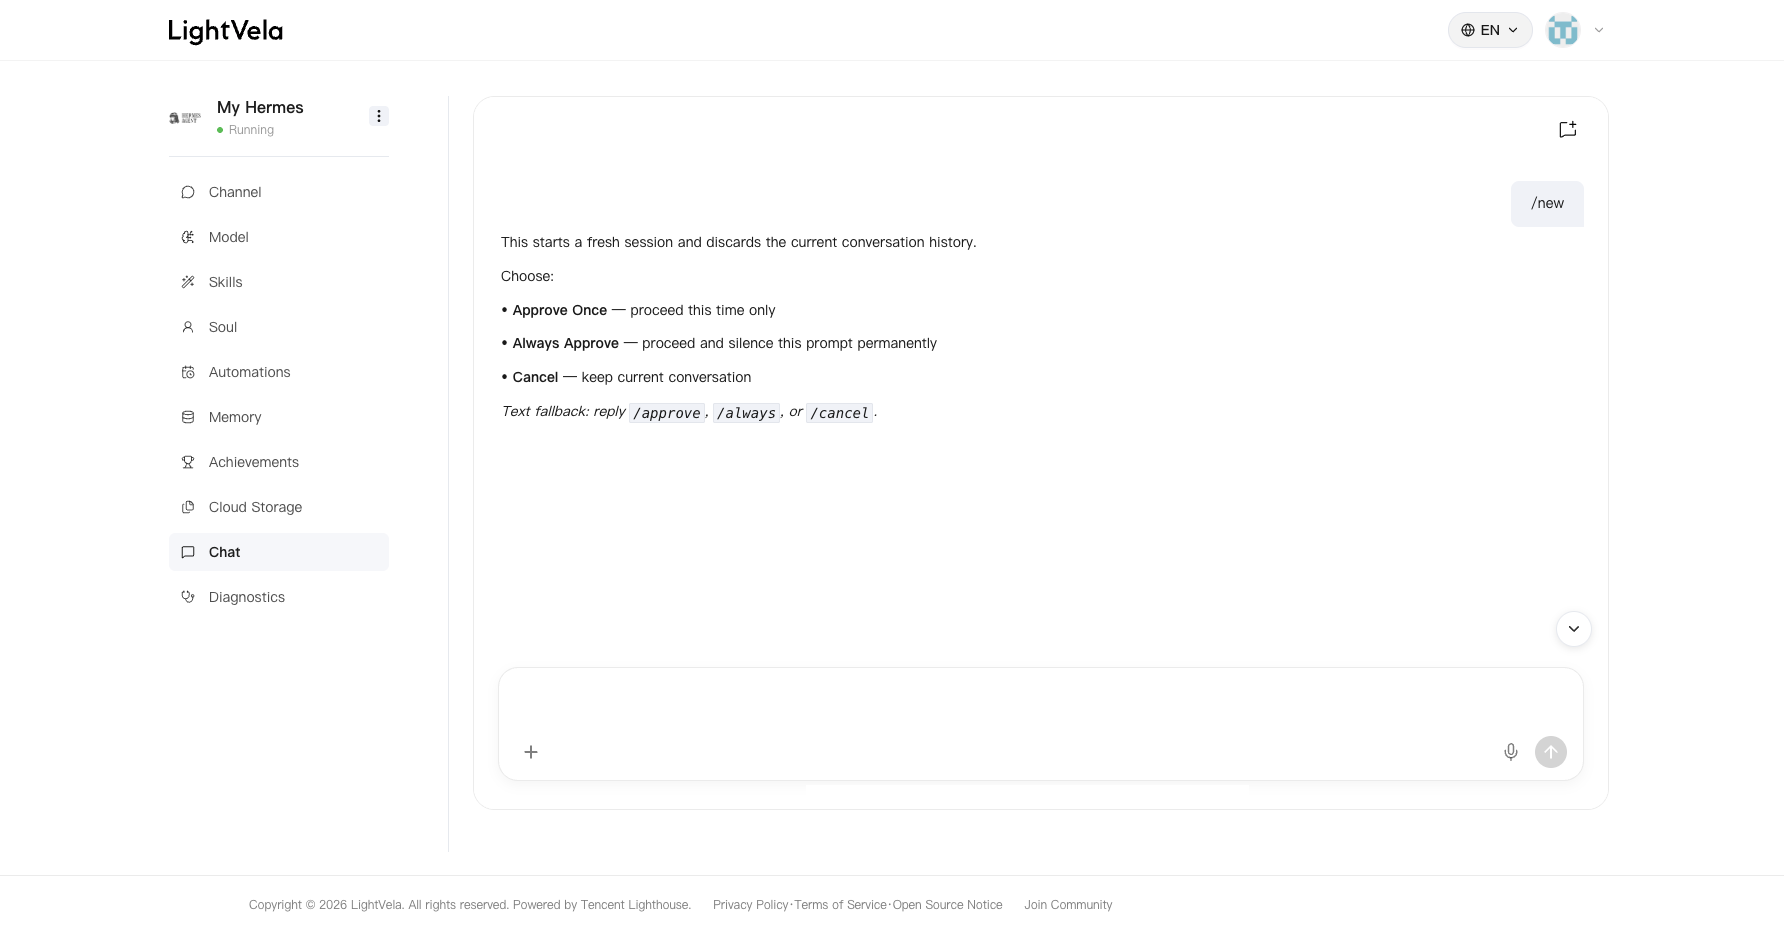 LightVela
EN
My Hermes
Running
HERMES
AGENT
Channel
Model
Skills
Soul
Automations
Memory
Achievements
Cloud Storage
Chat
Diagnostics
/new
This starts a fresh session and discards the current conversation history.
Choose:
• Approve Once — proceed this time only
• Always Approve — proceed and silence this prompt permanently
• Cancel — keep current conversation
Text fallback: reply /approve, /always, or /cancel.
Copyright © 2026 LightVela. All rights reserved. Powered by Tencent Lighthouse. Privacy Policy·Terms of Service·Open Source Notice Join Community